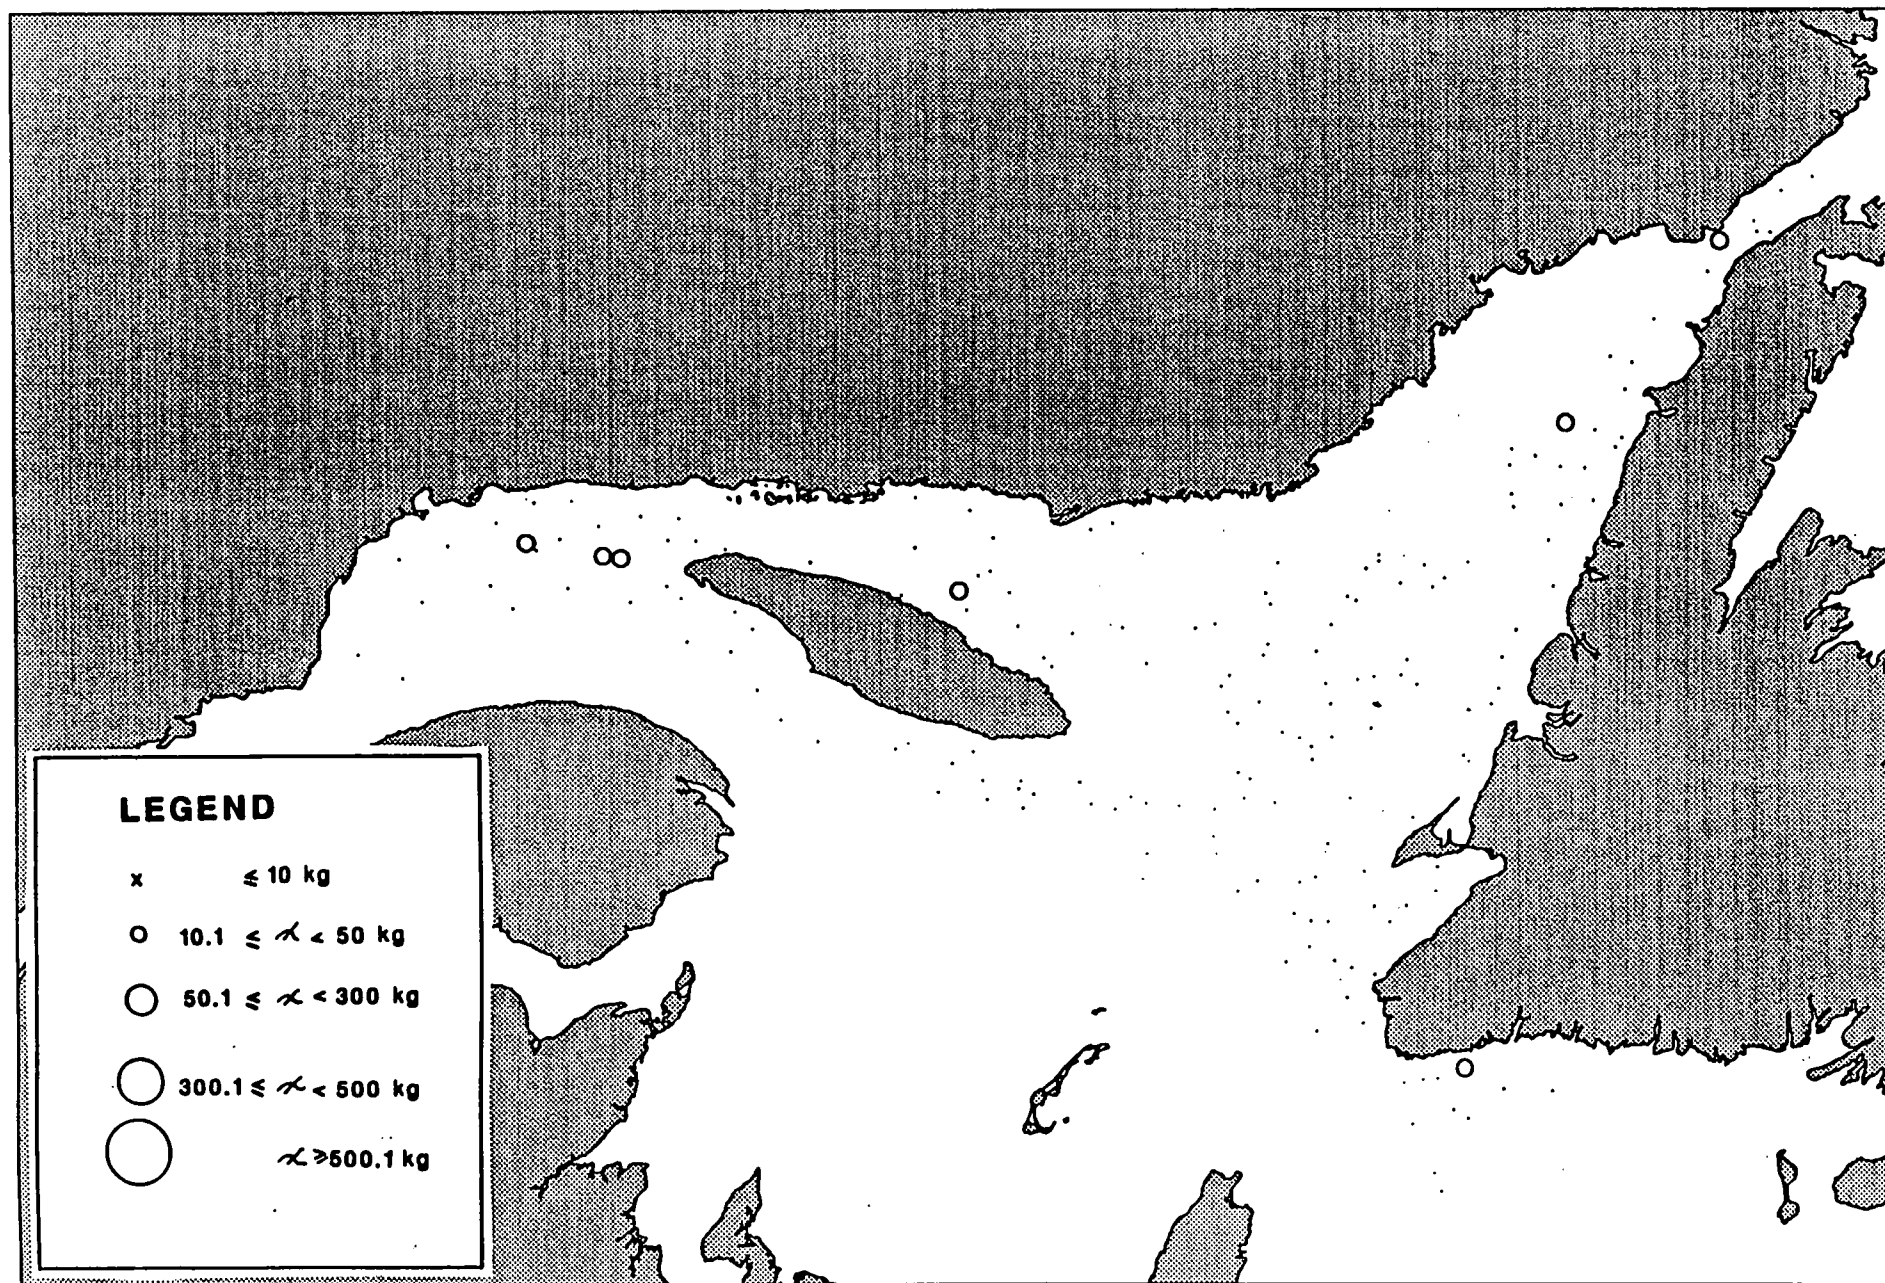 LEGEND
x ≤ 10 kg
10.1 ≤ x < 50 kg
50.1 ≤ x < 300 kg
300.1 ≤ x < 500 kg
x ≥ 500.1 kg